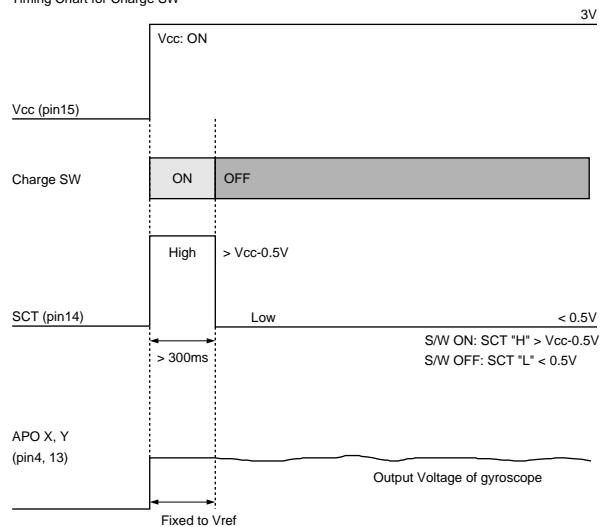 Timing Chart for Charge SW
3V
Vcc: ON
Vcc (pin15)
Charge SW
ON
OFF
High
> Vcc-0.5V
SCT (pin14)
Low
< 0.5V
> 300ms
S/W ON: SCT "H" > Vcc-0.5V
S/W OFF: SCT "L" < 0.5V
APO X, Y
(pin4, 13)
Output Voltage of gyroscope
Fixed to Vref